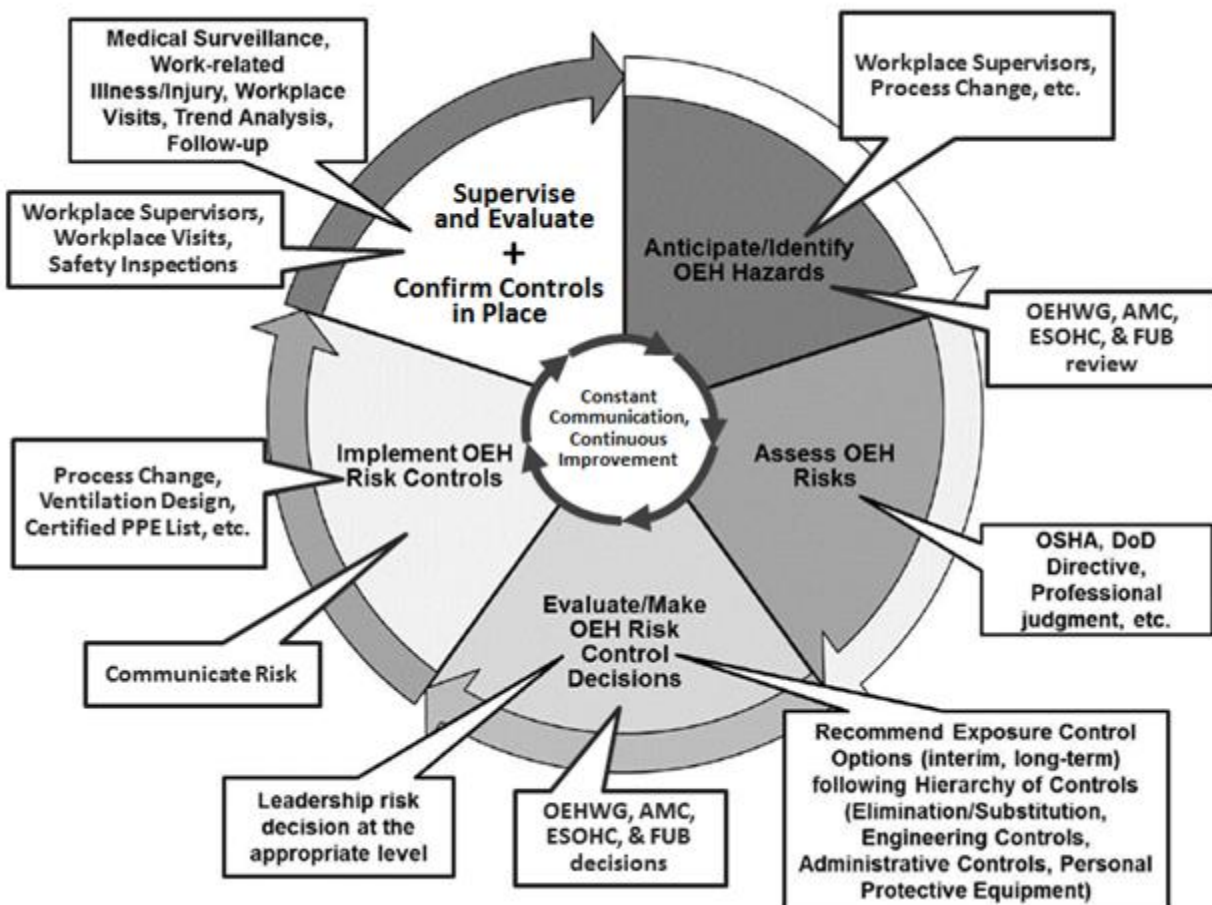 Medical Surveillance,
Work-related
Illness/Injury, Workplace
Visits, Trend Analysis,
Follow-up
Workplace Supervisors,
Process Change, etc.
Workplace Supervisors,
Workplace Visits,
Safety Inspections
Supervise
and Evaluate
+
Confirm Controls
in Place
Anticipate/Identify
OEH Hazards
OEHWG, AMC,
ESOHC, & FUB
review
Constant
Communication,
Continuous
Improvement
Assess OEH
Risks
OSHA, DoD
Directive,
Professional
judgment, etc.
Evaluate/Make
OEH Risk
Control
Decisions
Recommend Exposure Control
Options (interim, long-term)
following Hierarchy of Controls
(Elimination/Substitution,
Engineering Controls,
Administrative Controls, Personal
Protective Equipment)
OEHWG, AMC,
ESOHC, & FUB
decisions
Leadership risk
decision at the
appropriate level
Implement OEH
Risk Controls
Process Change,
Ventilation Design,
Certified PPE List, etc.
Communicate Risk